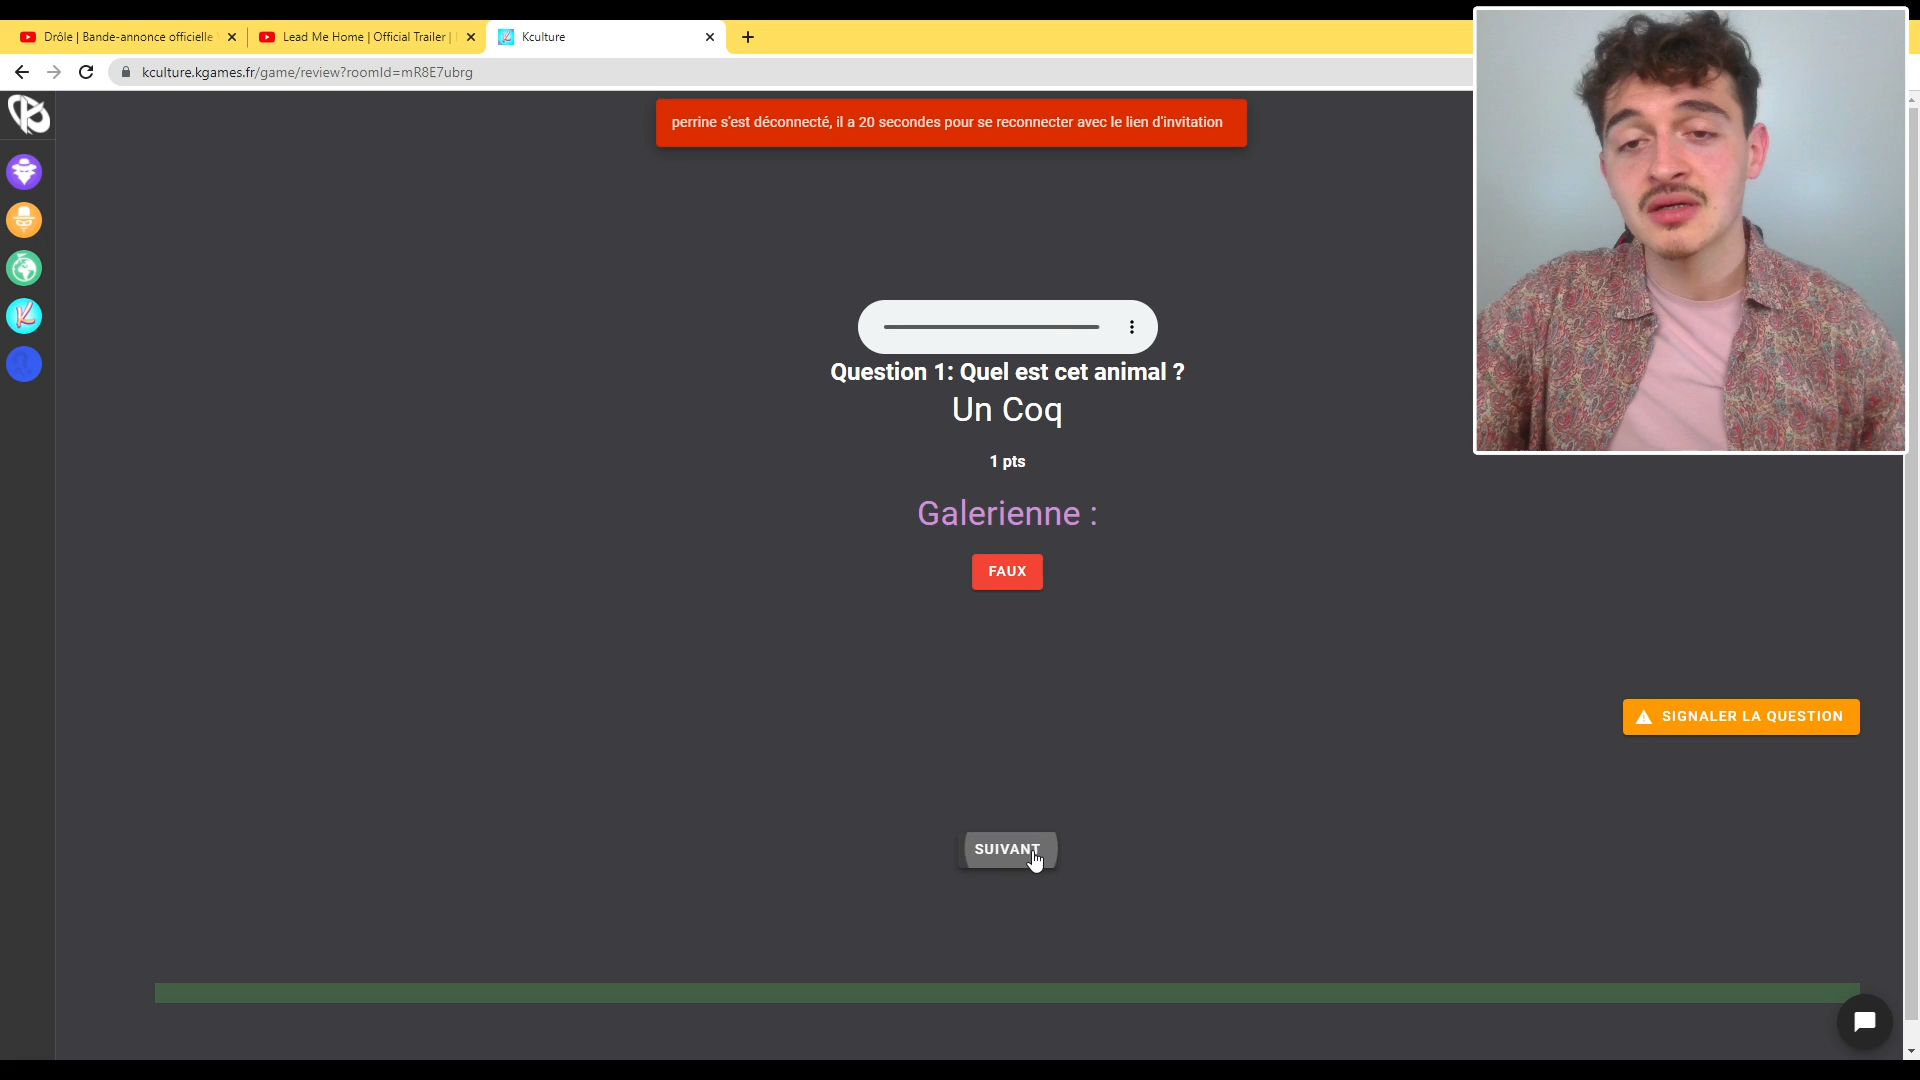 Drôle | Bande-annonce officielle
Lead Me Home | Official Trailer |
Kculture
kculture.kgames.fr/game/review?roomId=mR8E7ubrg
perrine s'est déconnecté, il a 20 secondes pour se reconnecter avec le lien d'invitation
Question 1: Quel est cet animal ?
Un Coq
1 pts
Galerienne :
FAUX
SIGNALER LA QUESTION
SUIVANT